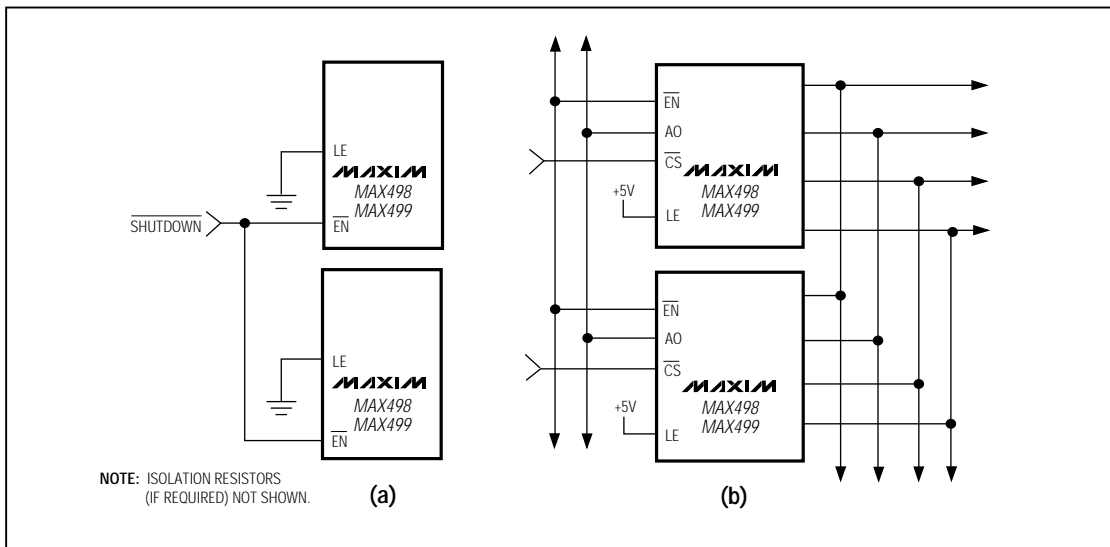 LE
MAXIM
MAX498
MAX499
SHUTDOWN
EN
LE
MAXIM
MAX498
MAX499
EN
NOTE: ISOLATION RESISTORS
(IF REQUIRED) NOT SHOWN.
(a)
EN
AO
CS
MAXIM
MAX498
MAX499
+5V
LE
EN
AO
CS
MAXIM
MAX498
MAX499
+5V
LE
(b)